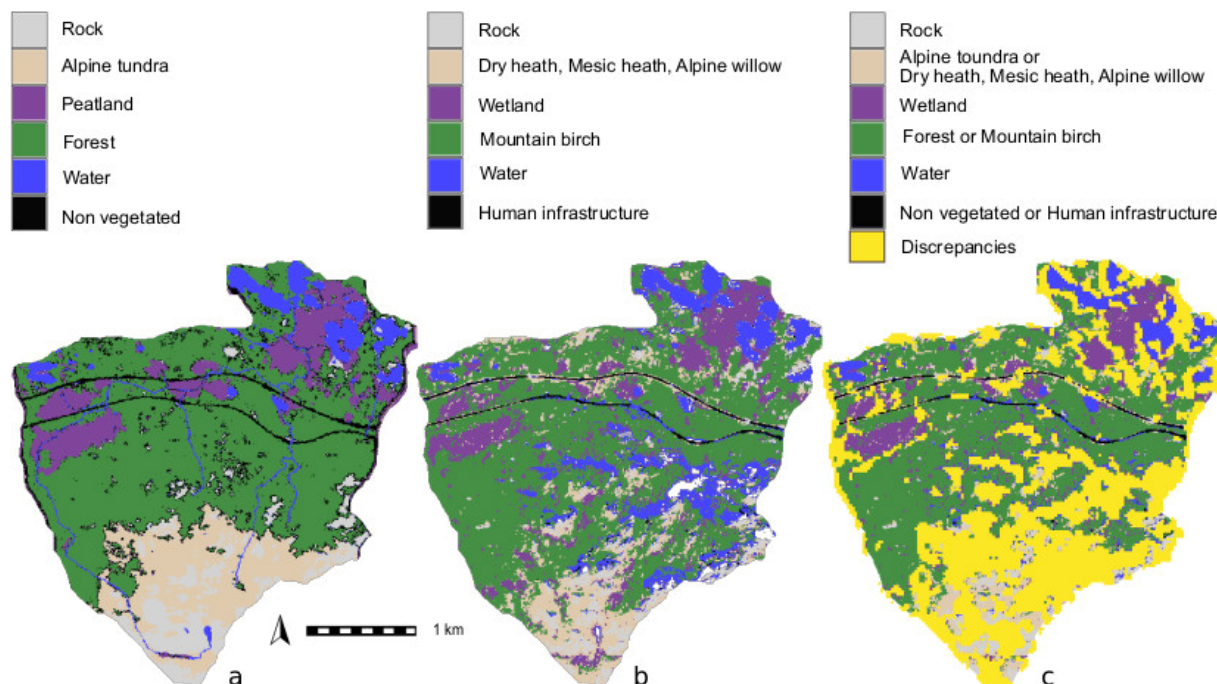 Rock
Alpine tundra
Peatland
Forest
Water
Non vegetated
Rock
Dry heath, Mesic heath, Alpine willow
Wetland
Mountain birch
Water
Human infrastructure
Rock
Alpine toundra or
Dry heath, Mesic heath, Alpine willow
Wetland
Forest or Mountain birch
Water
Non vegetated or Human infrastructure
Discrepancies
1 km
a
b
c